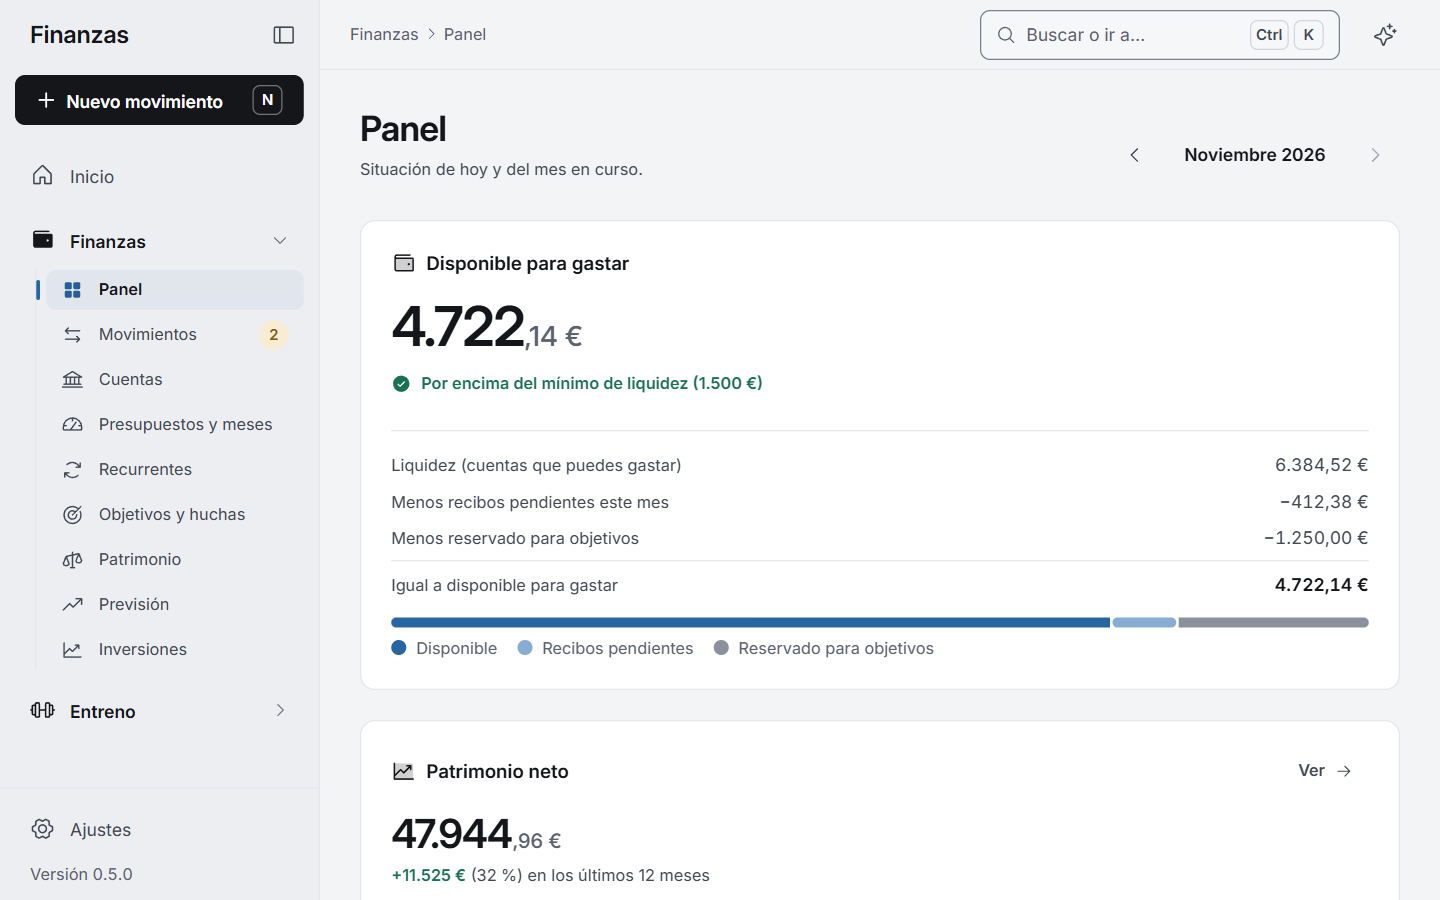 Finanzas
Nuevo movimiento N
Inicio
Finanzas
Panel
Movimientos 2
Cuentas
Presupuestos y meses
Recurrentes
Objetivos y huchas
Patrimonio
Previsión
Inversiones
Entreno
Ajustes
Versión 0.5.0
Finanzas > Panel
Buscar o ir a... Ctrl K
Panel
Situación de hoy y del mes en curso.
Noviembre 2026
Disponible para gastar
4.722,14 €
Por encima del mínimo de liquidez (1.500 €)
Liquidez (cuentas que puedes gastar) 6.384,52 €
Menos recibos pendientes este mes −412,38 €
Menos reservado para objetivos −1.250,00 €
Igual a disponible para gastar 4.722,14 €
Disponible Recibos pendientes Reservado para objetivos
Patrimonio neto Ver →
47.944,96 €
+11.525 € (32 %) en los últimos 12 meses